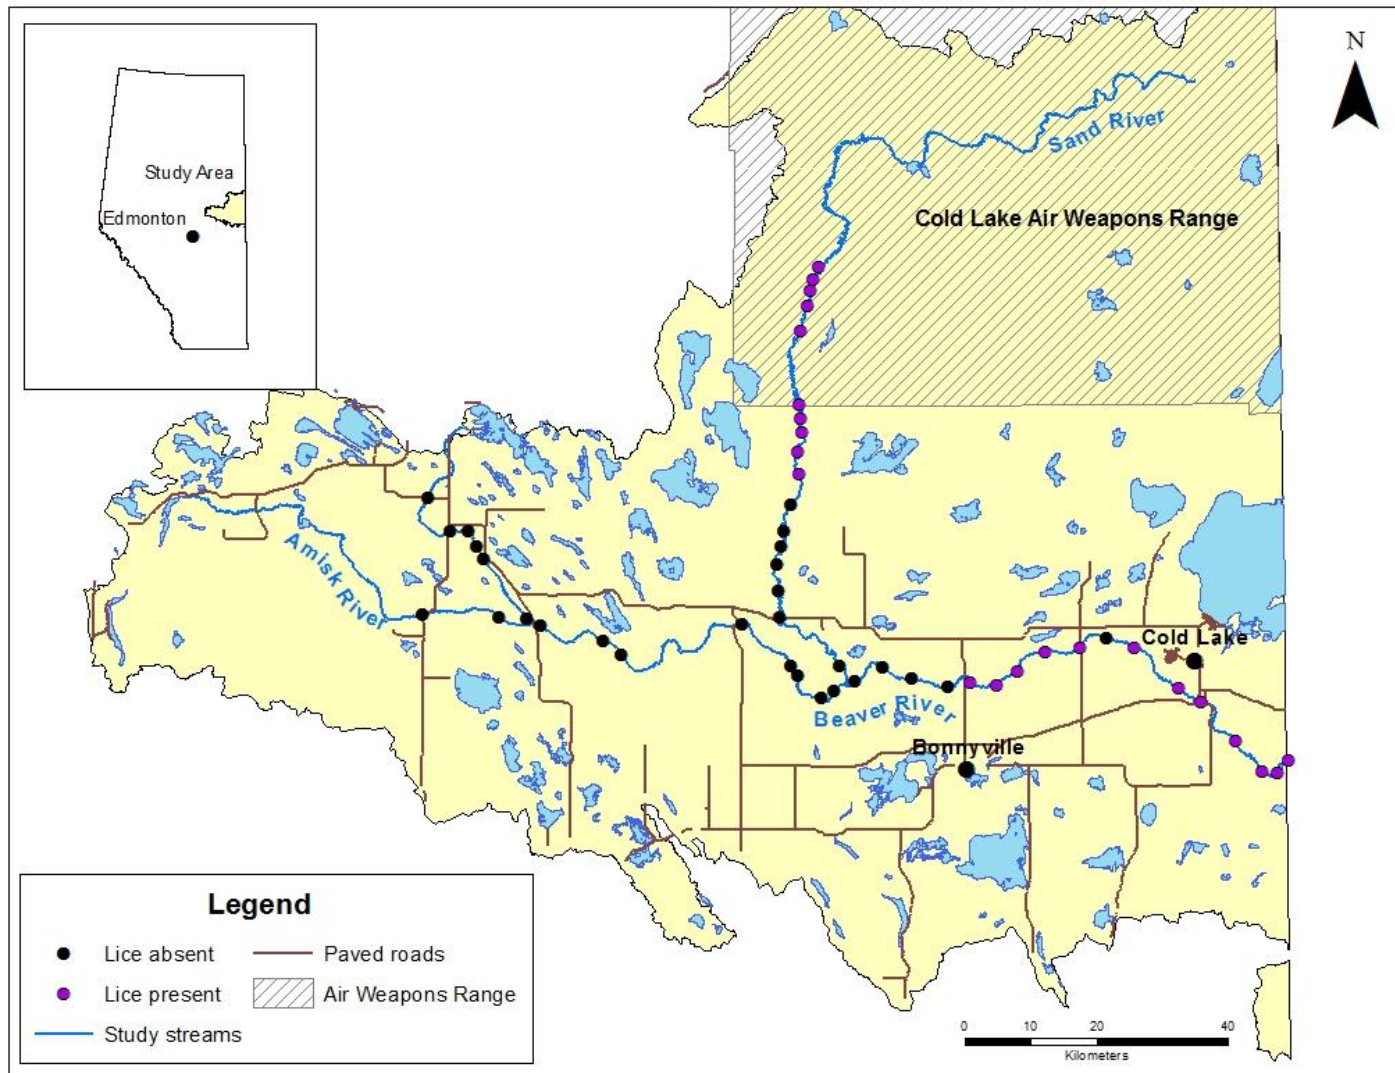 N
Study Area
Edmonton
Sand River
Cold Lake Air Weapons Range
Amisk River
Cold Lake
Beaver River
Bonnyville
Legend
Lice absent
Paved roads
Lice present
Air Weapons Range
Study streams
0 10 20 40
Kilometers